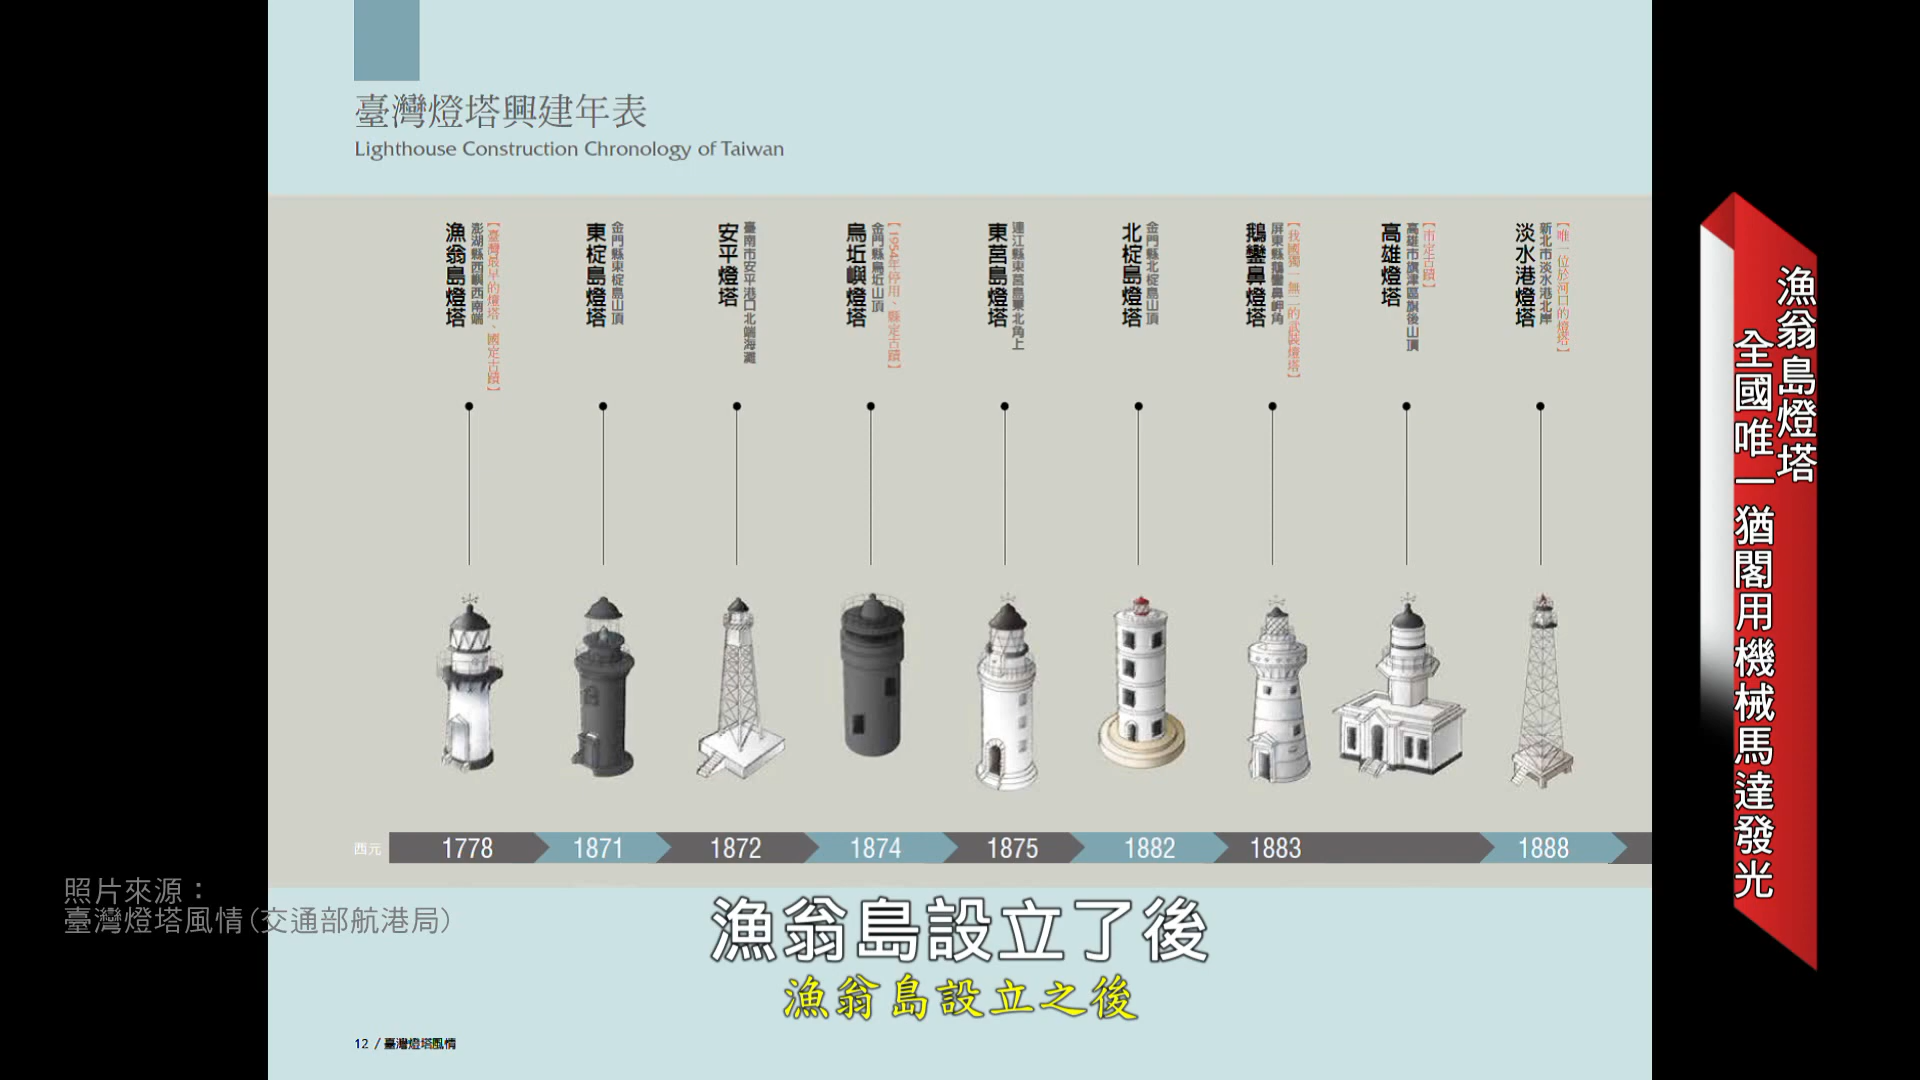 臺灣燈塔興建年表
Lighthouse Construction Chronology of Taiwan
漁翁島燈塔
澎湖縣西嶼西南端
【臺灣最早的燈塔、國定古蹟】
東椗島燈塔
金門縣東椗島山頂
安平燈塔
臺南市安平港口北端海灘
烏坵嶼燈塔
金門縣烏坵山頂
【1954年停用、縣定古蹟】
東莒島燈塔
連江縣東莒島東北角上
北椗島燈塔
金門縣北椗島山頂
鵝鑾鼻燈塔
屏東縣鵝鑾鼻岬角
【我國獨一無二的武裝燈塔】
高雄燈塔
高雄市旗津區旗後山頂
【市定古蹟】
淡水港燈塔
新北市淡水港北岸
【唯一位於河口的燈塔】
西元
1778
1871
1872
1874
1875
1882
1883
1888
漁翁島燈塔
全國唯一 猶閣用機械馬達發光
照片來源：
臺灣燈塔風情(交通部航港局)
漁翁島設立了後
漁翁島設立之後
12 / 臺灣燈塔風情